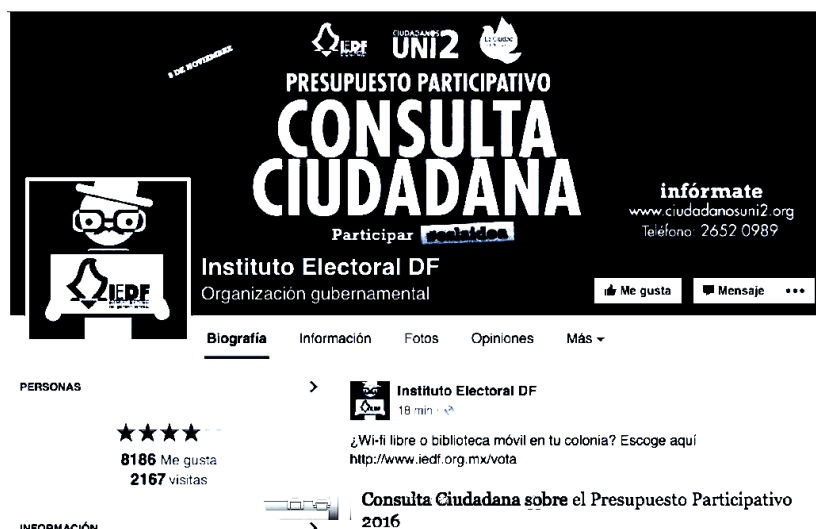 8 DE NOVIEMBRE
IEDF
CIUDADANOS
UNI2
La Ciudad
PRESUPUESTO PARTICIPATIVO
CONSULTA
CIUDADANA
Participar
infórmate
www.ciudadanosuni2.org
Teléfono: 2652 0989
IEDF
Instituto Electoral DF
Organización gubernamental
Me gusta
Mensaje
Biografía
Información
Fotos
Opiniones
Más
PERSONAS
8186 Me gusta
2167 visitas
INFORMACIÓN
Instituto Electoral DF
18 min
¿Wi-fi libre o biblioteca móvil en tu colonia? Escoge aquí
http://www.iedf.org.mx/vota
Consulta Ciudadana sobre el Presupuesto Participativo
2016